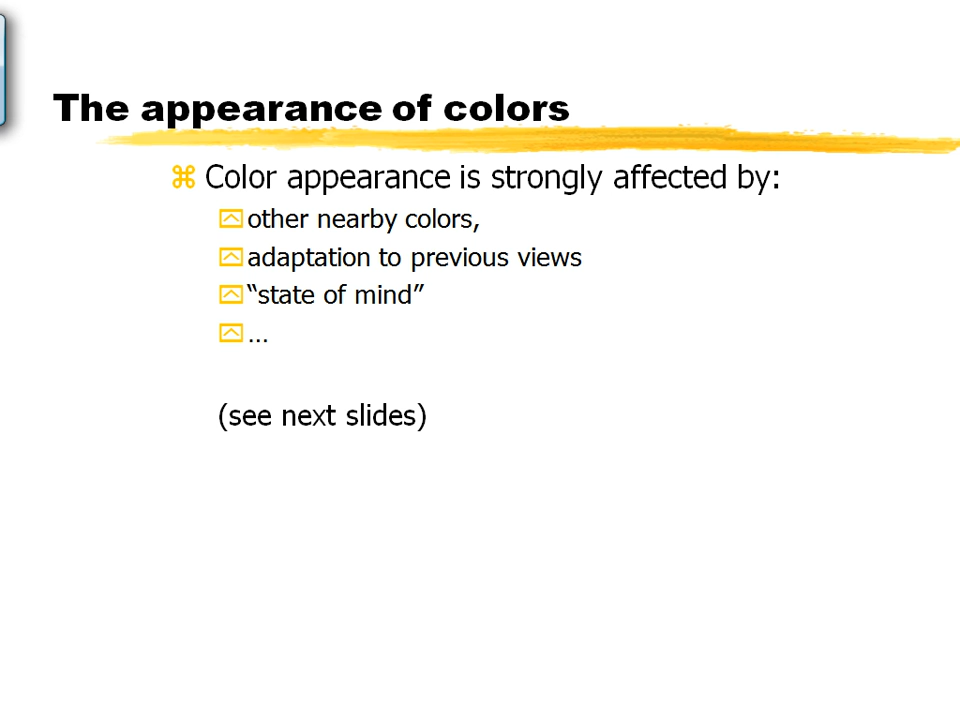 The appearance of colors
Color appearance is strongly affected by:
other nearby colors,
adaptation to previous views
“state of mind”
…
(see next slides)